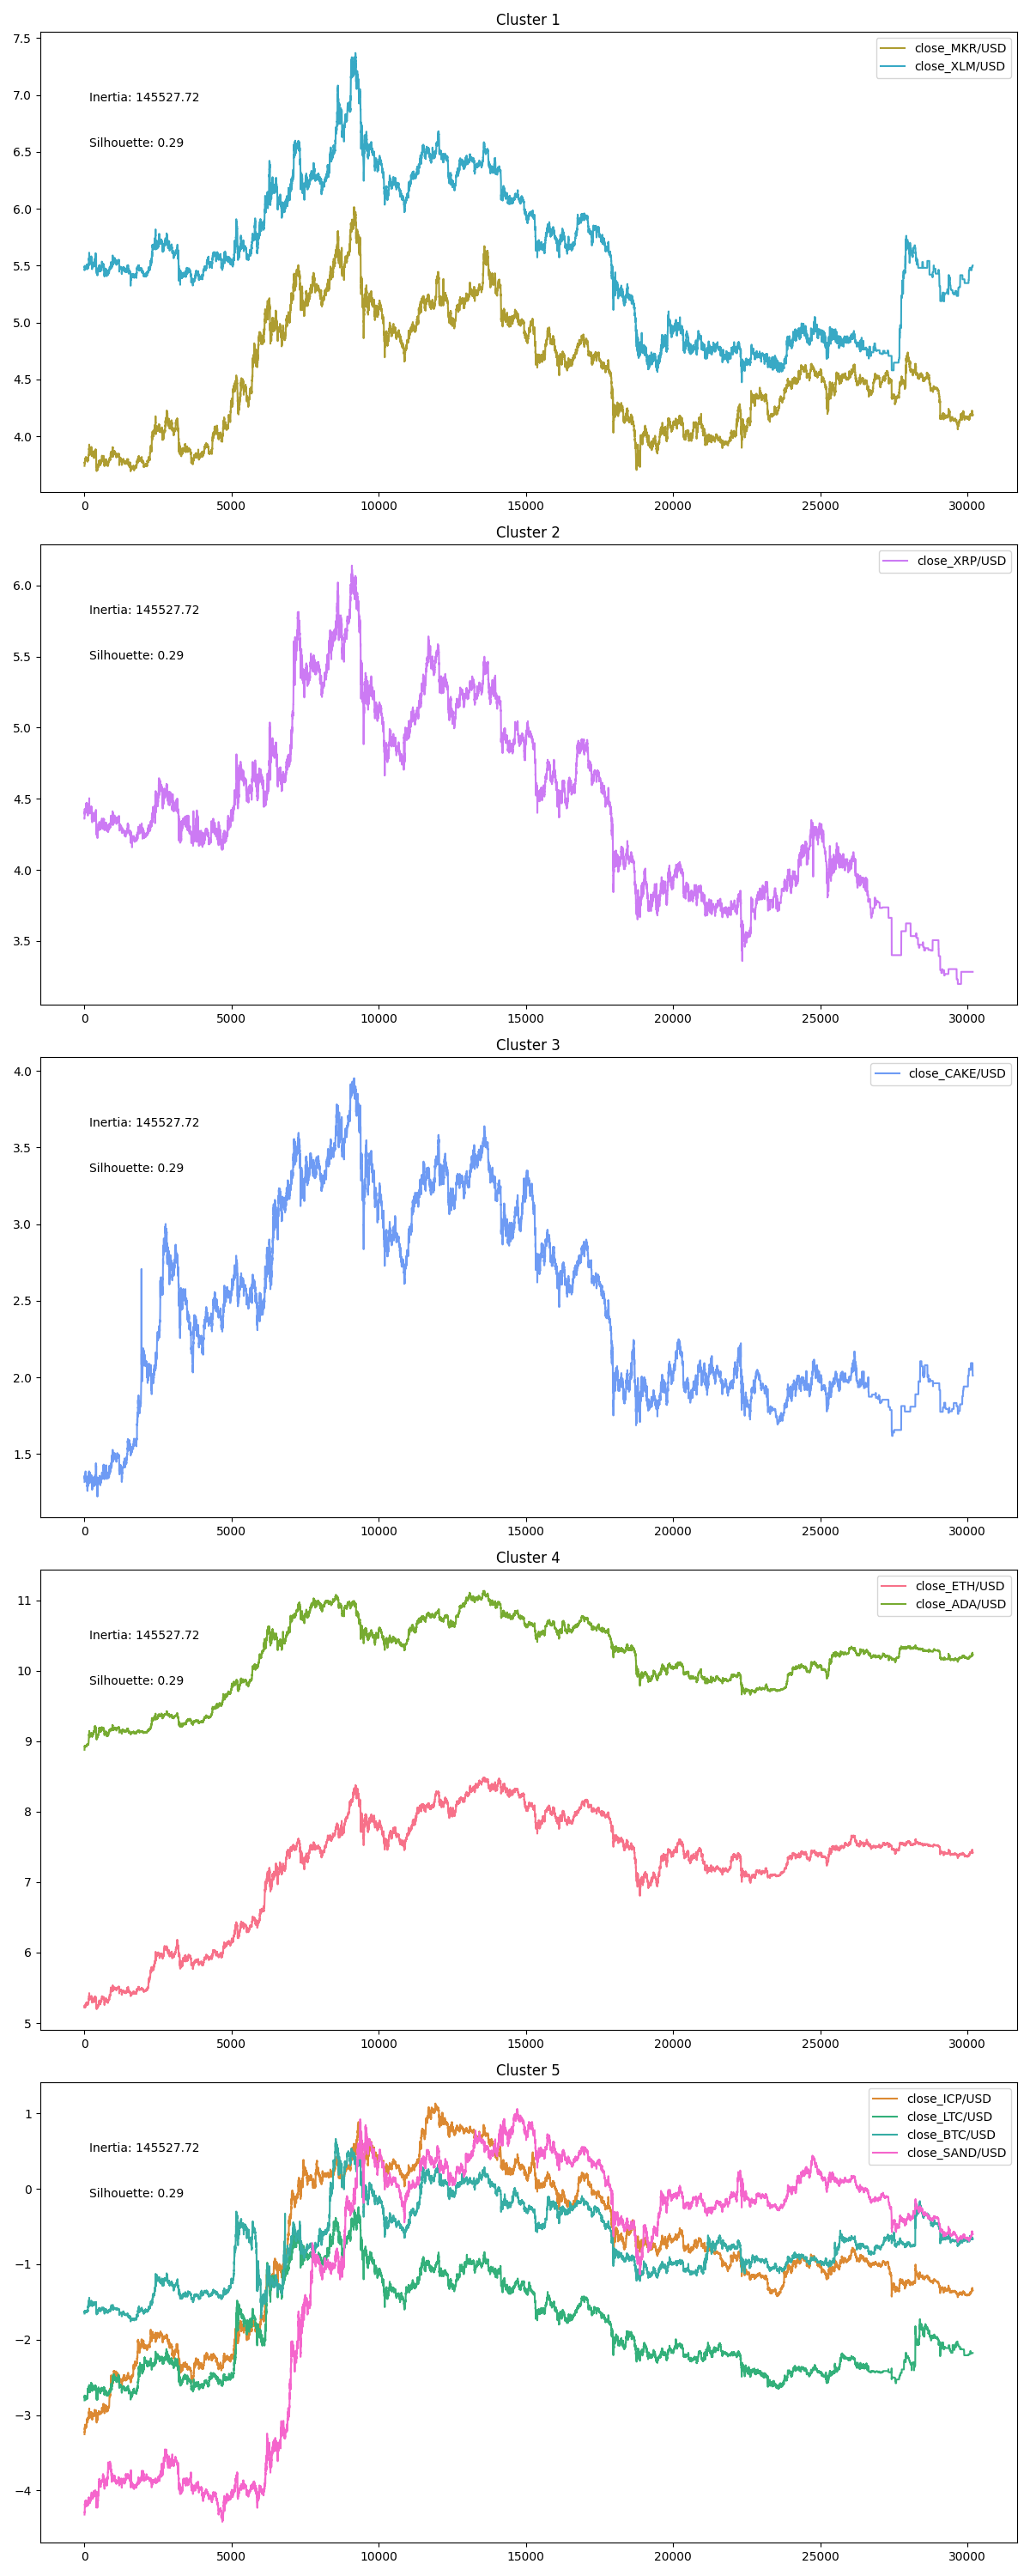 Cluster 1
7.5
7.0
6.5
6.0
5.5
5.0
4.5
4.0
Inertia: 145527.72
Silhouette: 0.29
close_MKR/USD
close_XLM/USD
0 5000 10000 15000 20000 25000 30000
Cluster 2
6.0
5.5
5.0
4.5
4.0
3.5
Inertia: 145527.72
Silhouette: 0.29
close_XRP/USD
0 5000 10000 15000 20000 25000 30000
Cluster 3
4.0
3.5
3.0
2.5
2.0
1.5
Inertia: 145527.72
Silhouette: 0.29
close_CAKE/USD
0 5000 10000 15000 20000 25000 30000
Cluster 4
11
10
9
8
7
6
5
Inertia: 145527.72
Silhouette: 0.29
close_ETH/USD
close_ADA/USD
0 5000 10000 15000 20000 25000 30000
Cluster 5
1
0
−1
−2
−3
−4
Inertia: 145527.72
Silhouette: 0.29
close_ICP/USD
close_LTC/USD
close_BTC/USD
close_SAND/USD
0 5000 10000 15000 20000 25000 30000